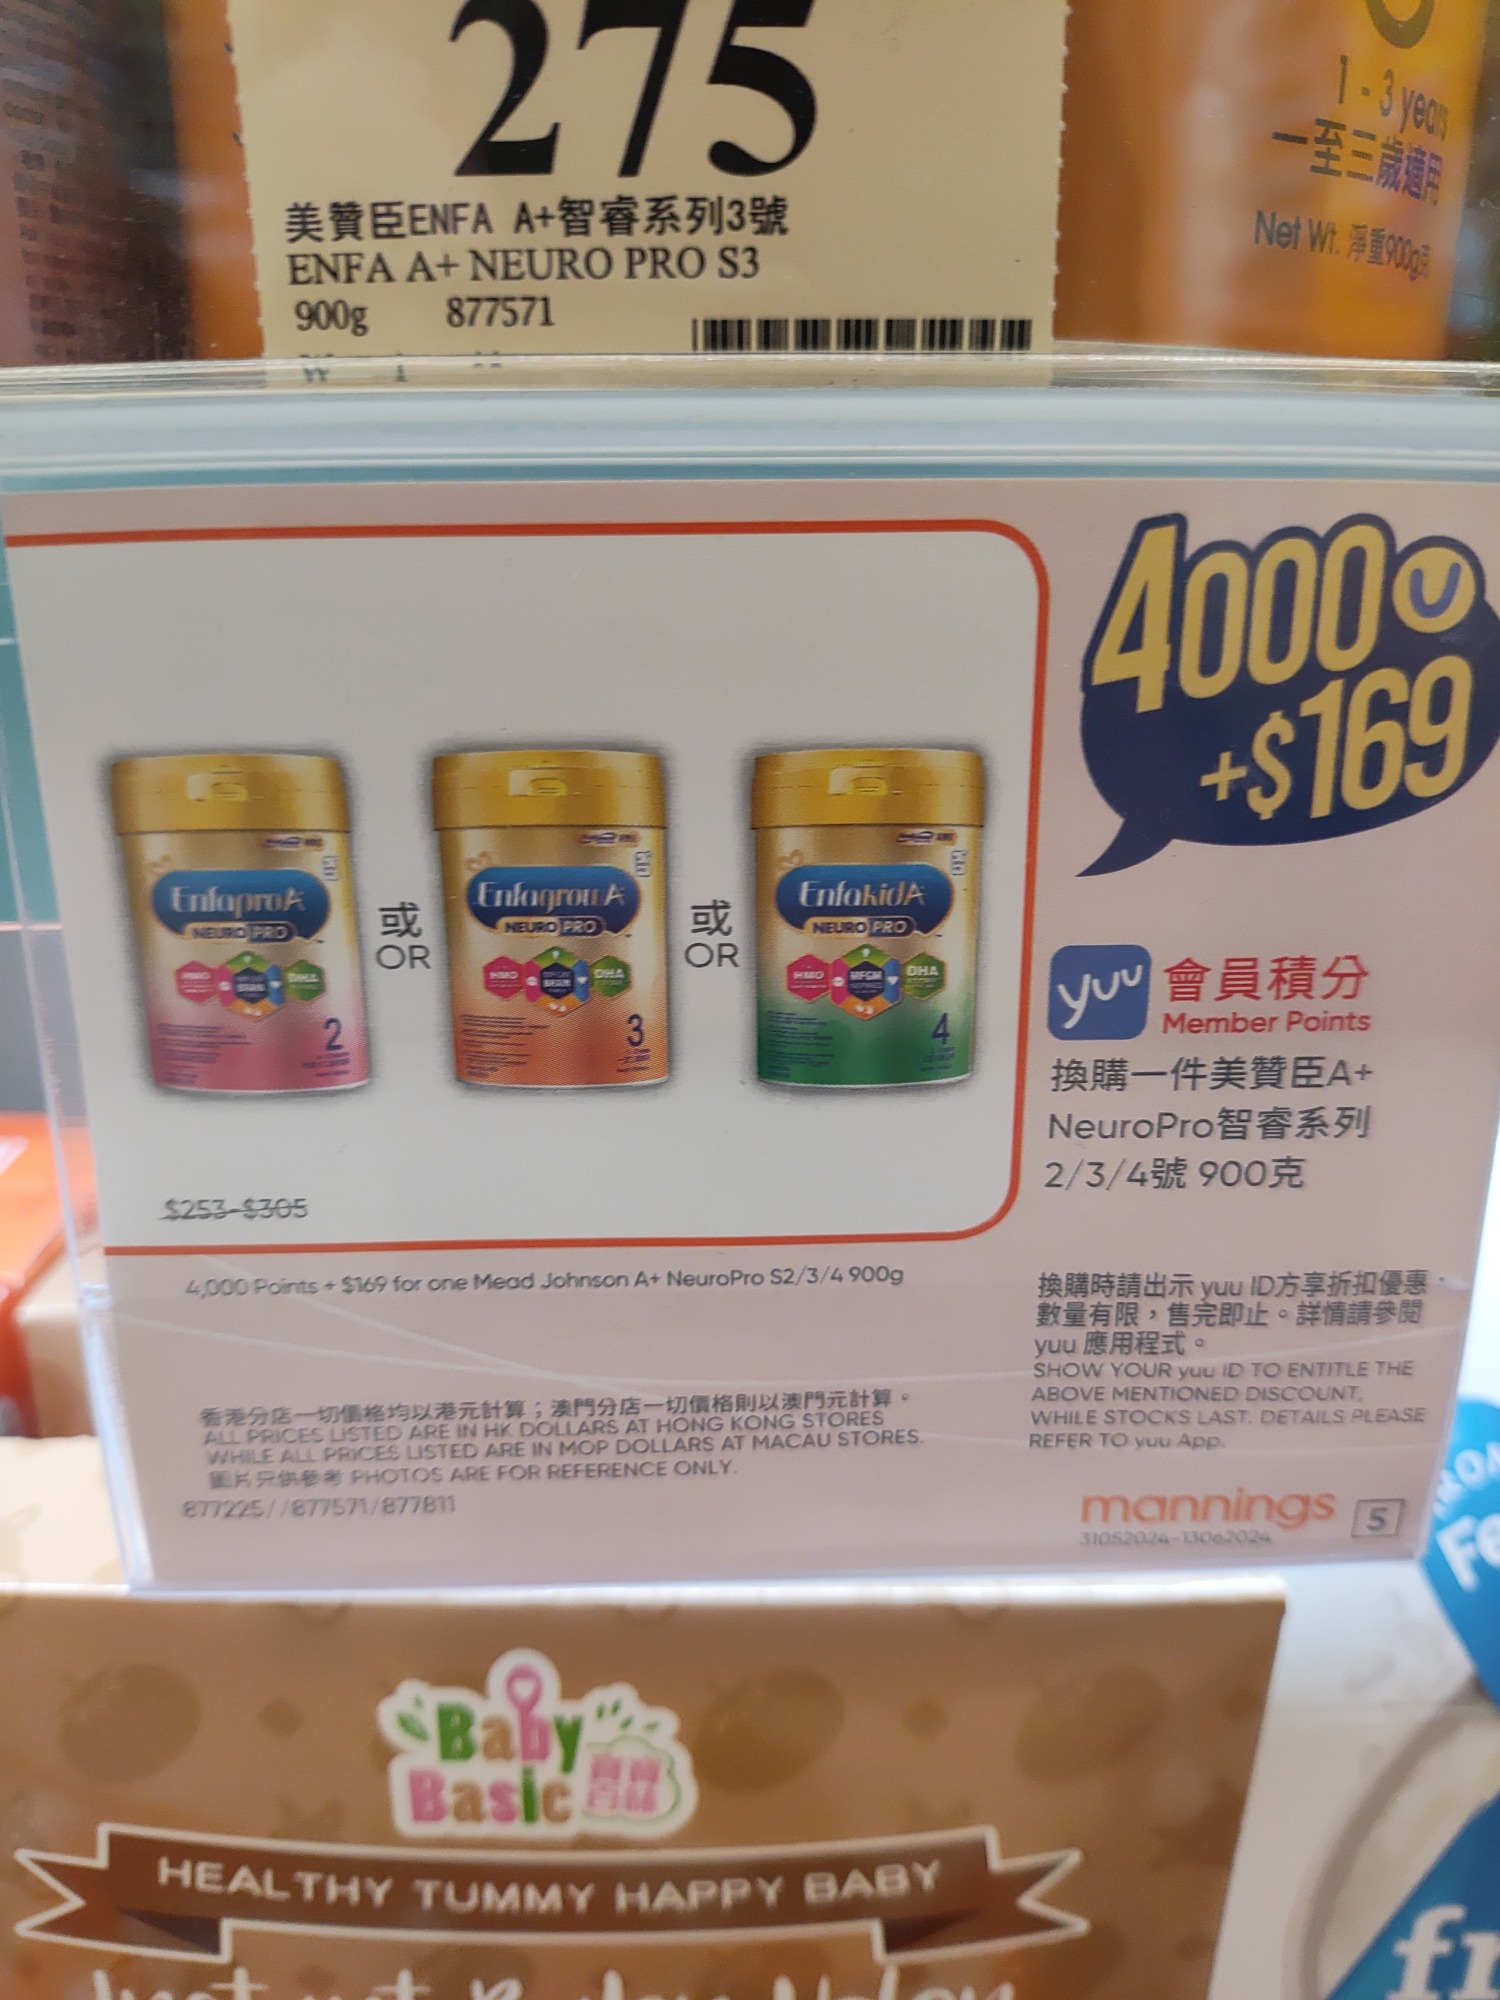 275
美贊臣ENFA A+智睿系列3號
ENFA A+ NEURO PRO S3
900g 877571
1 - 3 years
一至三歲適用
Net Wt. 淨重900g克
4000
+$169
EnfaproA+
NEURO PRO
HMO
DHA
2
或
OR
EnfagrowA+
NEURO PRO
HMO
DHA
3
或
OR
EnfakidA+
NEURO PRO
HMO
MFGM
DHA
4
$253-$305
yuu 會員積分
Member Points
換購一件美贊臣A+
NeuroPro智睿系列
2/3/4號 900克
4,000 Points + $169 for one Mead Johnson A+ NeuroPro S2/3/4 900g
換購時請出示 yuu ID方享折扣優惠。
數量有限，售完即止。詳情請參閱
yuu 應用程式。
SHOW YOUR yuu ID TO ENTITLE THE
ABOVE MENTIONED DISCOUNT,
WHILE STOCKS LAST. DETAILS PLEASE
REFER TO yuu App.
香港分店一切價格均以港元計算；澳門分店一切價格則以澳門元計算。
ALL PRICES LISTED ARE IN HK DOLLARS AT HONG KONG STORES
WHILE ALL PRICES LISTED ARE IN MOP DOLLARS AT MACAU STORES.
圖片只供參考 PHOTOS ARE FOR REFERENCE ONLY.
877225//877571/877811
mannings 5
31052024-13062024
Baby
Basic
HEALTHY TUMMY HAPPY BABY